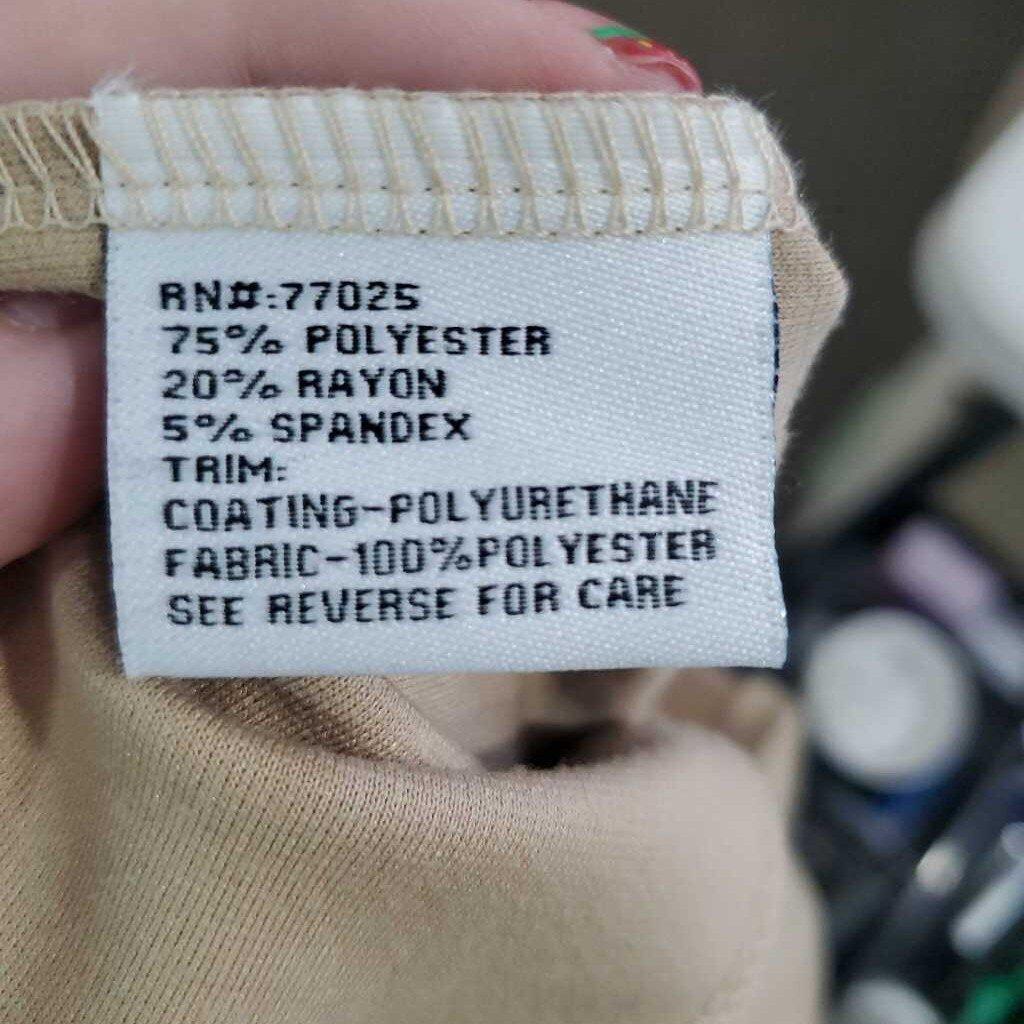 RN#:77025
75% POLYESTER
20% RAYON
5% SPANDEX
TRIM:
COATING-POLYURETHANE
FABRIC-100%POLYESTER
SEE REVERSE FOR CARE